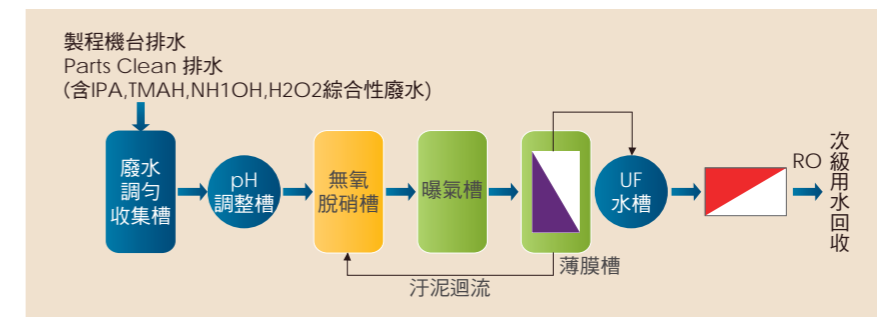 製程機台排水
Parts Clean 排水
(含IPA,TMAH,NH1OH,H2O2綜合性廢水)
廢水
調勻
收集槽
pH
調整槽
無氧
脫硝槽
曝氣槽
薄膜槽
UF
水槽
RO
次級用水回收
汙泥迴流